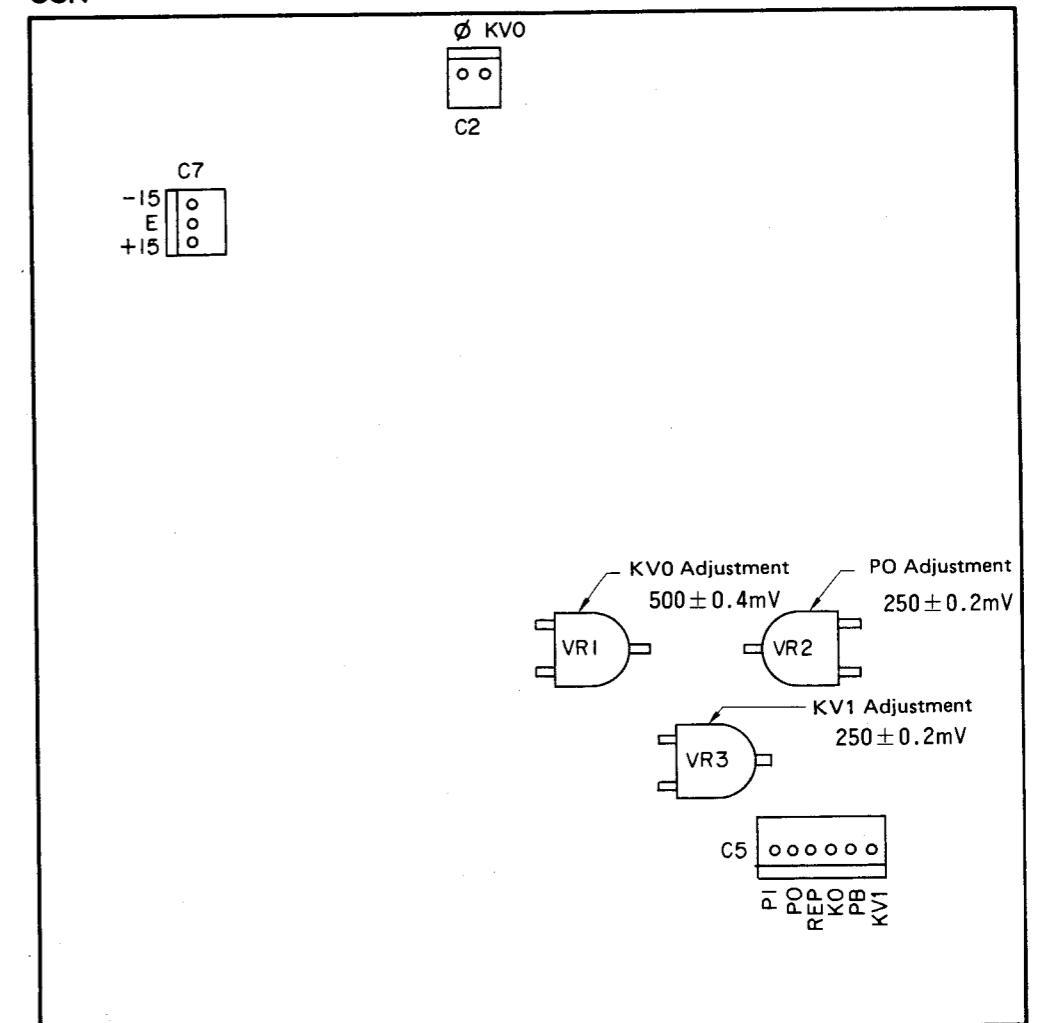 Ø KV0
C2
C7
-15
E
+15
KV0 Adjustment
500±0.4mV
PO Adjustment
250±0.2mV
VR1
VR2
KV1 Adjustment
250±0.2mV
VR3
C5
PI
PO
REP
KO
PB
KV1